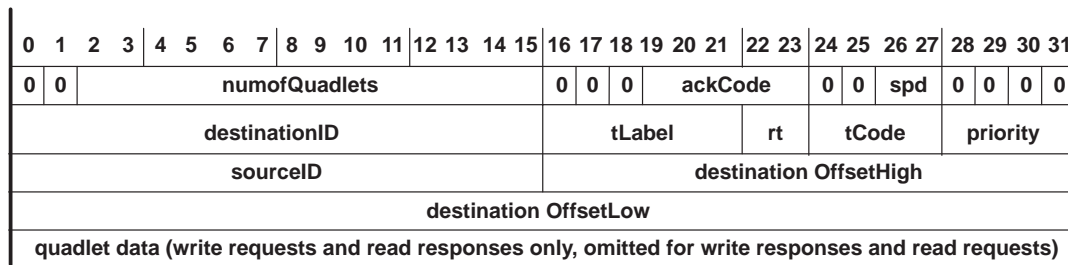 0 1 2 3 4 5 6 7 8 9 10 11 12 13 14 15 16 17 18 19 20 21 22 23 24 25 26 27 28 29 30 31
0 0 numofQuadlets 0 0 0 ackCode 0 0 spd 0 0 0 0
destinationID tLabel rt tCode priority
sourceID destination OffsetHigh
destination OffsetLow
quadlet data (write requests and read responses only, omitted for write responses and read requests)